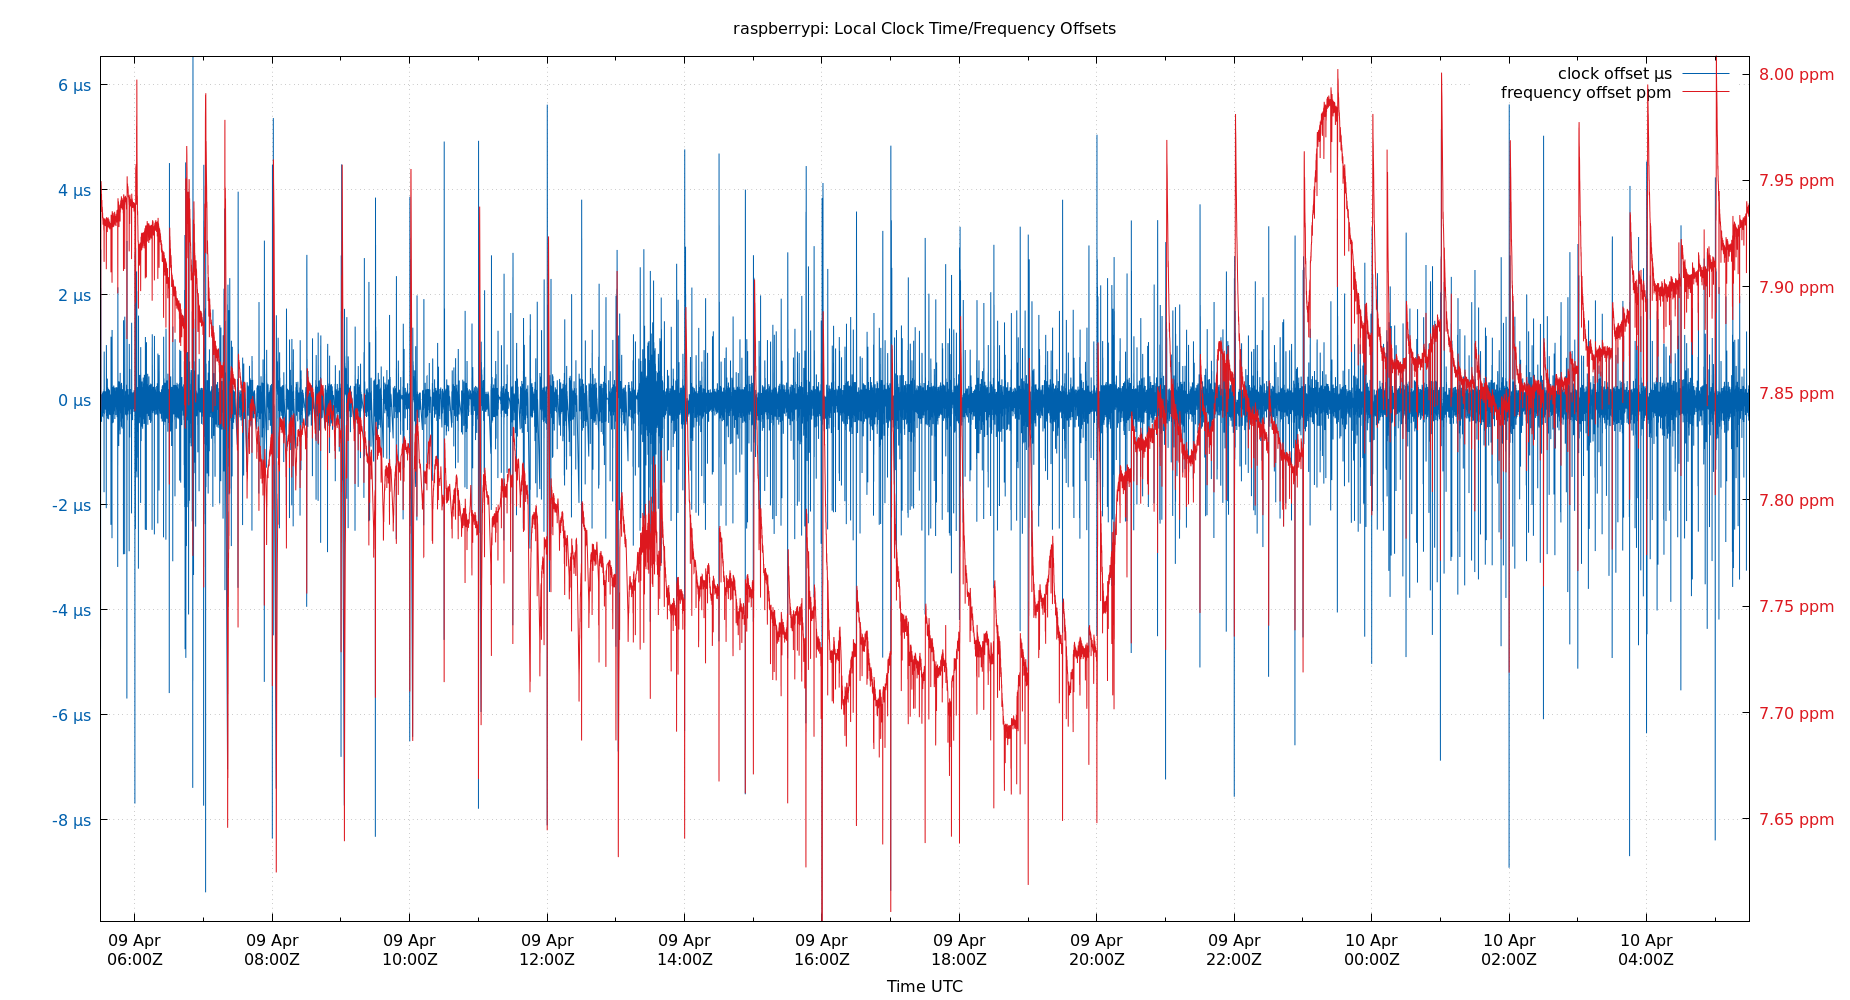 raspberrypi: Local Clock Time/Frequency Offsets
clock offset µs
frequency offset ppm
6 µs
4 µs
2 µs
0 µs
-2 µs
-4 µs
-6 µs
-8 µs
8.00 ppm
7.95 ppm
7.90 ppm
7.85 ppm
7.80 ppm
7.75 ppm
7.70 ppm
7.65 ppm
09 Apr
06:00Z
09 Apr
08:00Z
09 Apr
10:00Z
09 Apr
12:00Z
09 Apr
14:00Z
09 Apr
16:00Z
09 Apr
18:00Z
09 Apr
20:00Z
09 Apr
22:00Z
10 Apr
00:00Z
10 Apr
02:00Z
10 Apr
04:00Z
Time UTC